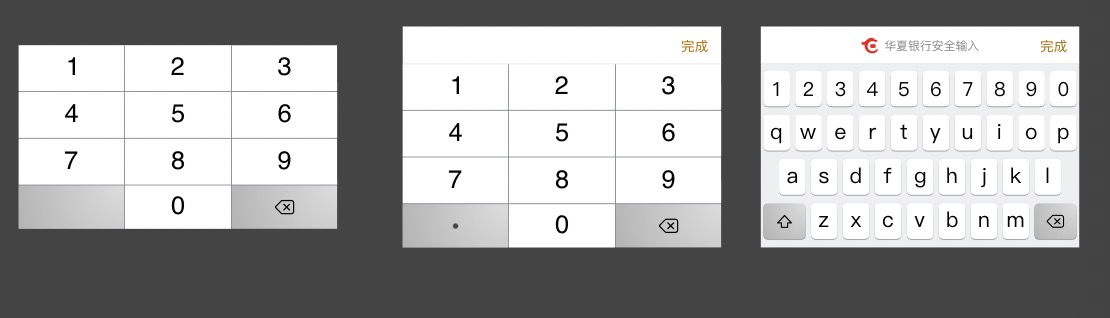 1 2 3
4 5 6
7 8 9
0
完成
1 2 3
4 5 6
7 8 9
. 0
华夏银行安全输入 完成
1 2 3 4 5 6 7 8 9 0
q w e r t y u i o p
a s d f g h j k l
z x c v b n m